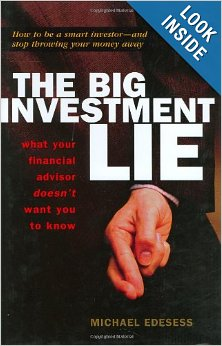 LOOK
INSIDE
How to be a smart investor—and
stop throwing your money away
THE BIG
INVESTMENT
LIE
what your
financial
advisor
doesn't
want you
to know
MICHAEL EDESESS